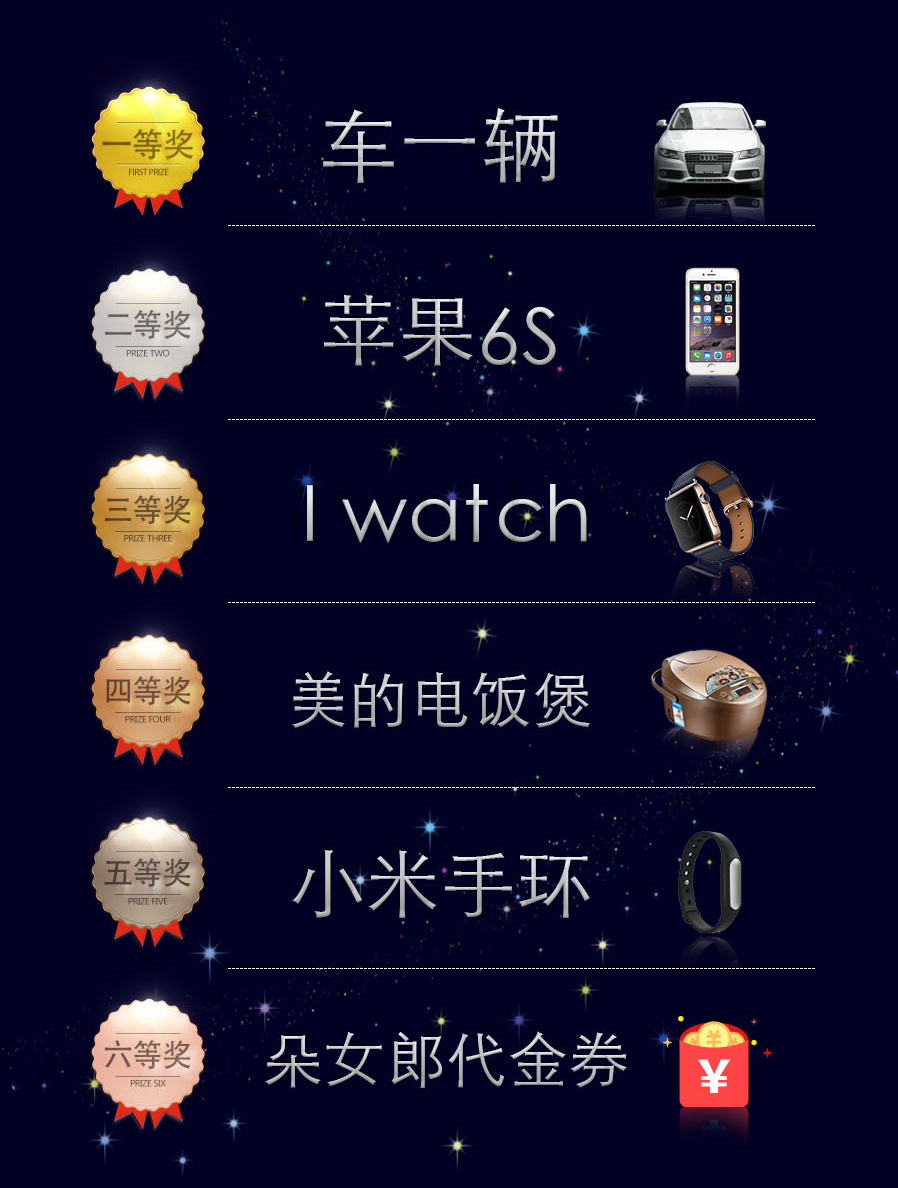 一等奖
FIRST PRIZE
车一辆
二等奖
PRIZE TWO
苹果6S
三等奖
PRIZE THREE
I watch
四等奖
PRIZE FOUR
美的电饭煲
五等奖
PRIZE FIVE
小米手环
六等奖
PRIZE SIX
朵女郎代金券
¥